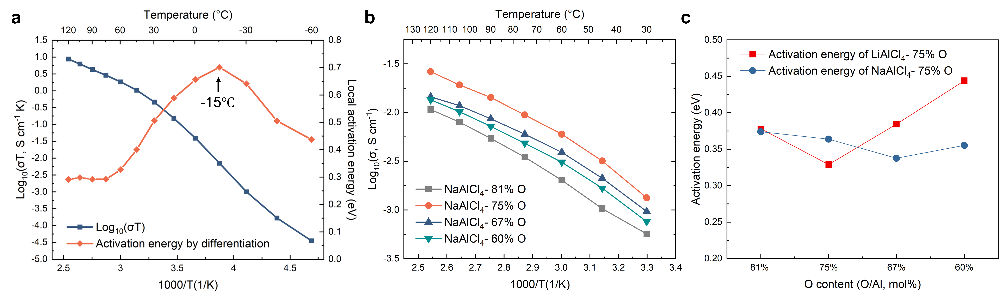 a
Temperature (°C)
120 90 60 30 0 -30 -60
1.5
1.0
0.5
0.0
-0.5
-1.0
-1.5
-2.0
-2.5
-3.0
-3.5
-4.0
-4.5
-5.0
Log₁₀(σT, S cm⁻¹ K)
-15℃
Log₁₀(σT)
Activation energy by differentiation
0.8
0.7
0.6
0.5
0.4
0.3
0.2
0.1
0.0
Local activation energy (eV)
2.5 3 3.5 4 4.5
1000/T(1/K)
b
Temperature (°C)
130 120 110 100 90 80 70 60 50 40 30
-1.5
-2.0
-2.5
-3.0
-3.5
Log₁₀(σ, S cm⁻¹)
NaAlCl₄- 81% O
NaAlCl₄- 75% O
NaAlCl₄- 67% O
NaAlCl₄- 60% O
2.5 2.6 2.7 2.8 2.9 3.0 3.1 3.2 3.3 3.4
1000/T(1/K)
c
0.50
0.45
0.40
0.35
0.30
0.25
0.20
Activation energy (eV)
Activation energy of LiAlCl₄- 75% O
Activation energy of NaAlCl₄- 75% O
81% 75% 67% 60%
O content (O/Al, mol%)